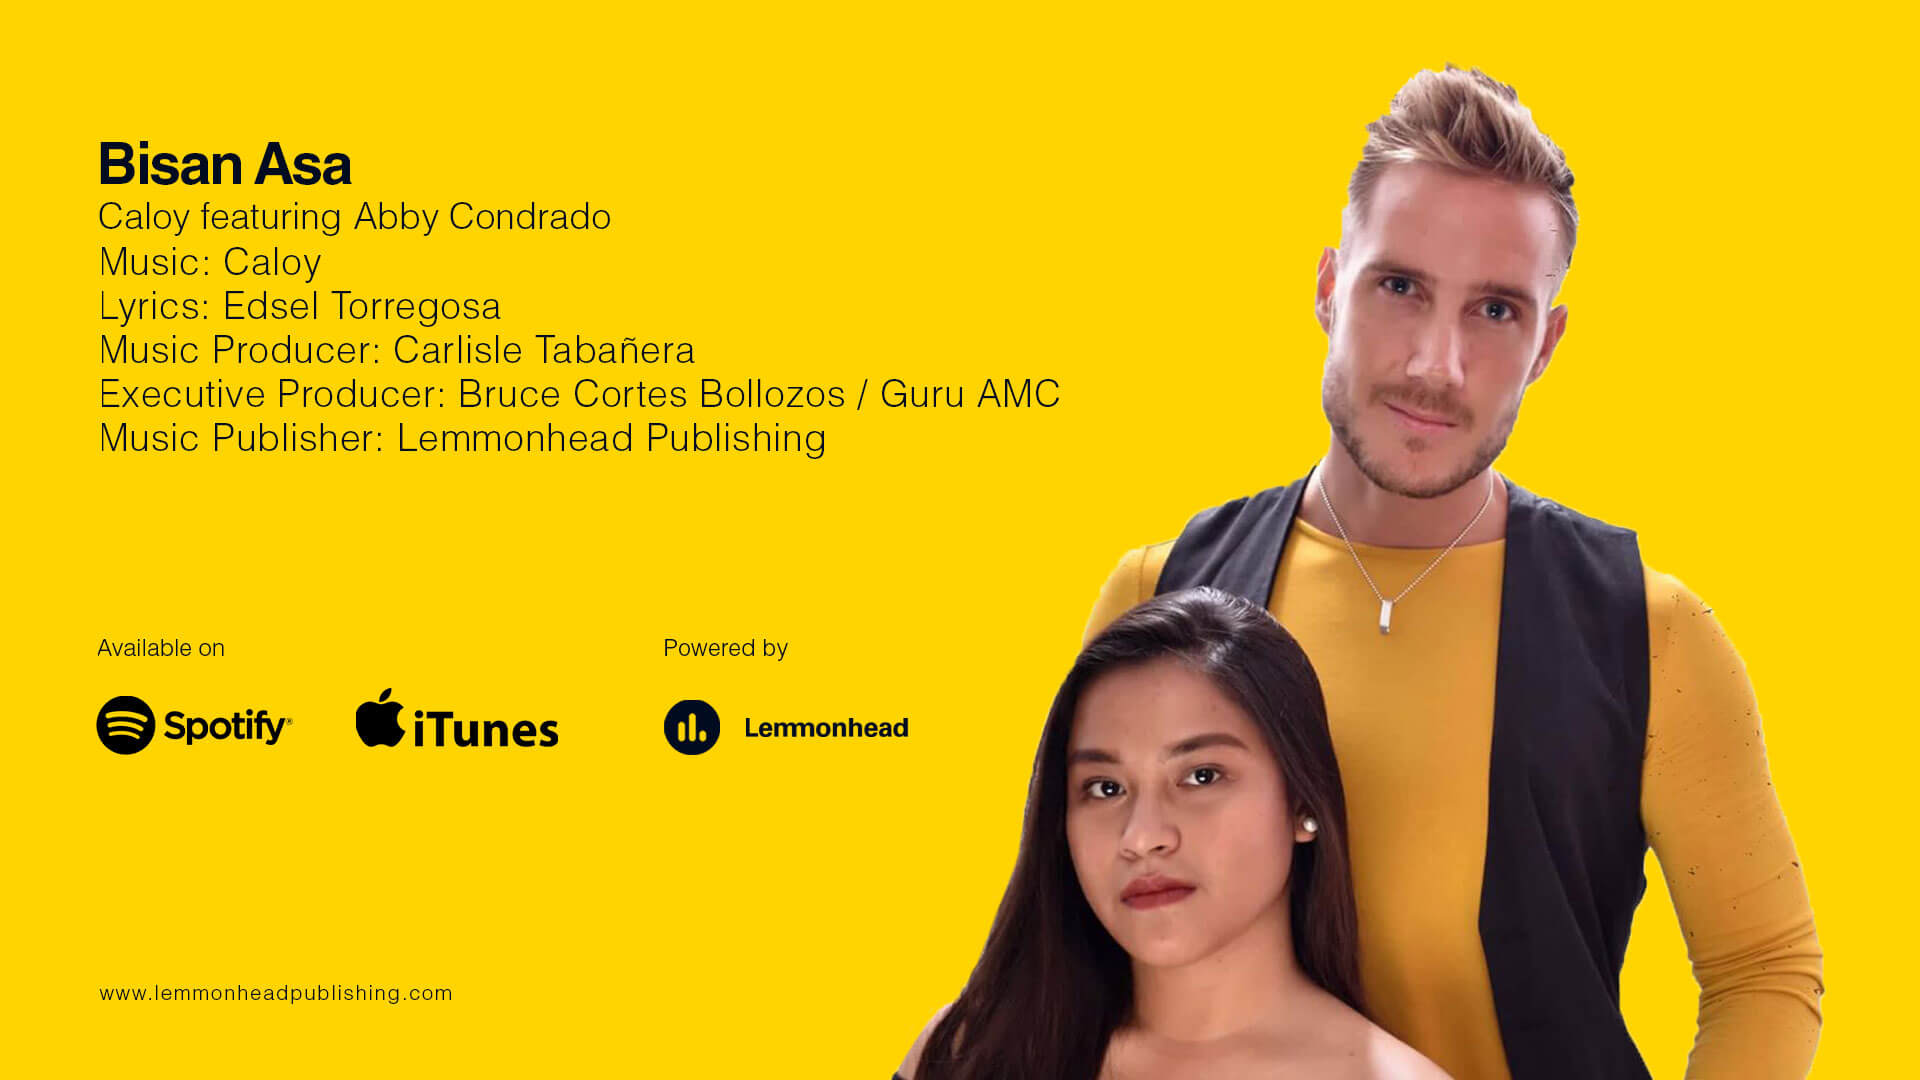 Bisan Asa
Caloy featuring Abby Condrado
Music: Caloy
Lyrics: Edsel Torregosa
Music Producer: Carlisle Tabañera
Executive Producer: Bruce Cortes Bollozos / Guru AMC
Music Publisher: Lemmonhead Publishing
Available on
Spotify®
iTunes
Powered by
Lemmonhead
www.lemmonheadpublishing.com